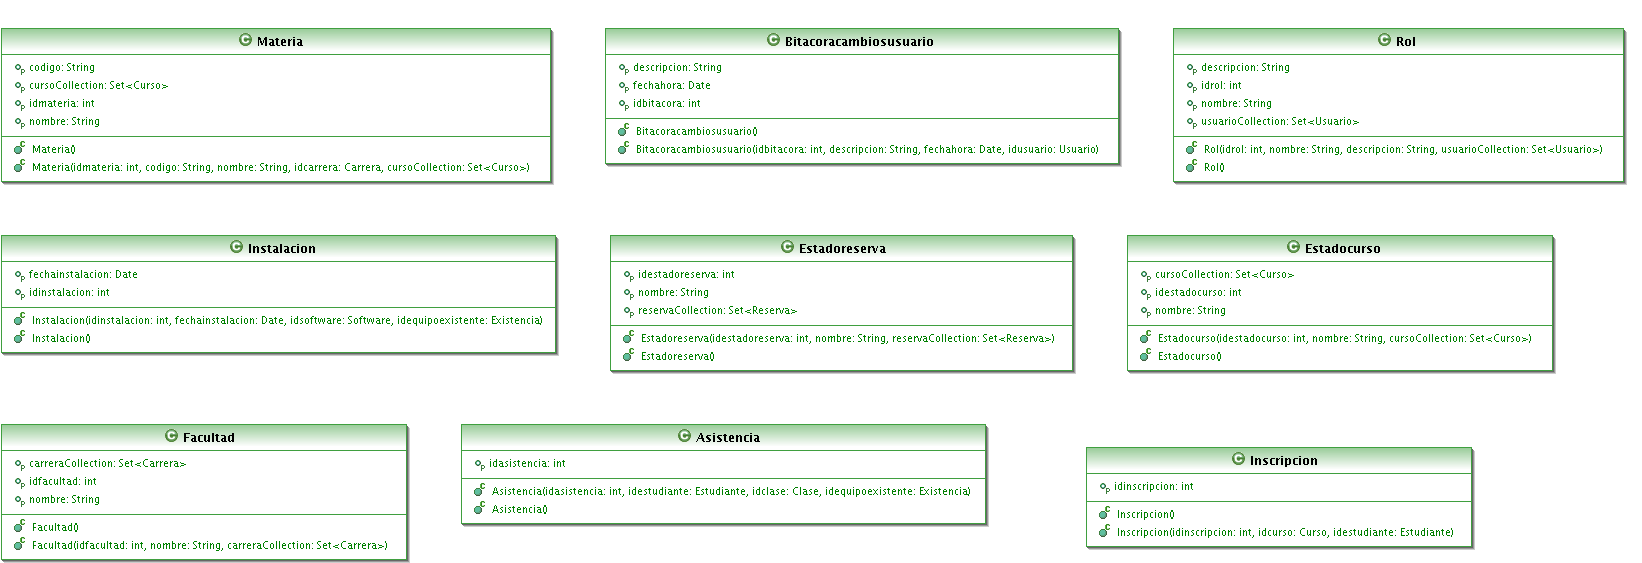 Materia
codigo: String
cursoCollection: Set<Curso>
idmateria: int
nombre: String
Materia()
Materia(idmateria: int, codigo: String, nombre: String, idcarrera: Carrera, cursoCollection: Set<Curso>)
Bitacoracambiosusuario
descripcion: String
fechahora: Date
idbitacora: int
Bitacoracambiosusuario()
Bitacoracambiosusuario(idbitacora: int, descripcion: String, fechahora: Date, idusuario: Usuario)
Rol
descripcion: String
idrol: int
nombre: String
usuarioCollection: Set<Usuario>
Rol(idrol: int, nombre: String, descripcion: String, usuarioCollection: Set<Usuario>)
Rol()
Instalacion
fechainstalacion: Date
idinstalacion: int
Instalacion(idinstalacion: int, fechainstalacion: Date, idsoftware: Software, idequipoexistente: Existencia)
Instalacion()
Estadoreserva
idestadoreserva: int
nombre: String
reservaCollection: Set<Reserva>
Estadoreserva(idestadoreserva: int, nombre: String, reservaCollection: Set<Reserva>)
Estadoreserva()
Estadocurso
cursoCollection: Set<Curso>
idestadocurso: int
nombre: String
Estadocurso(idestadocurso: int, nombre: String, cursoCollection: Set<Curso>)
Estadocurso()
Facultad
carreraCollection: Set<Carrera>
idfacultad: int
nombre: String
Facultad()
Facultad(idfacultad: int, nombre: String, carreraCollection: Set<Carrera>)
Asistencia
idasistencia: int
Asistencia(idasistencia: int, idestudiante: Estudiante, idclase: Clase, idequipoexistente: Existencia)
Asistencia()
Inscripcion
idinscripcion: int
Inscripcion()
Inscripcion(idinscripcion: int, idcurso: Curso, idestudiante: Estudiante)